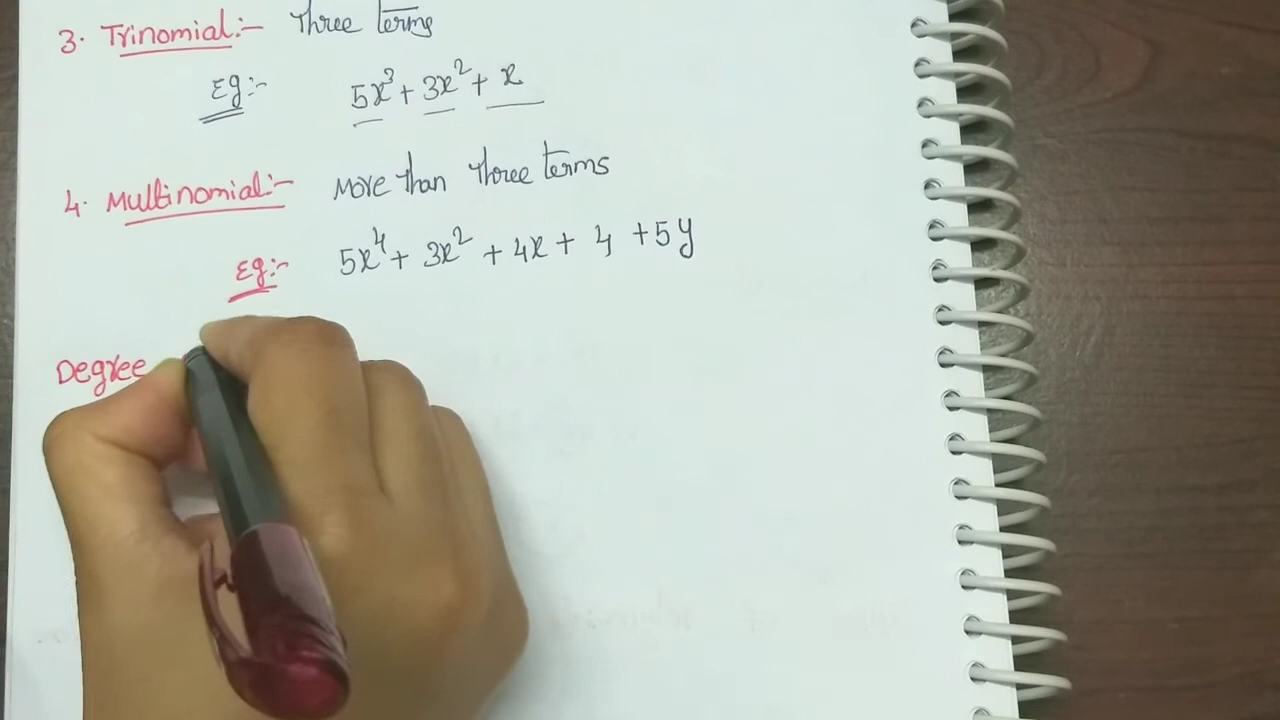 3. Trinomial:- Three terms
Eg:- 5x³ + 3x² + x
4. Multinomial:- More than three terms
Eg:- 5x⁴ + 3x² + 4x + 4 + 5y
Degree